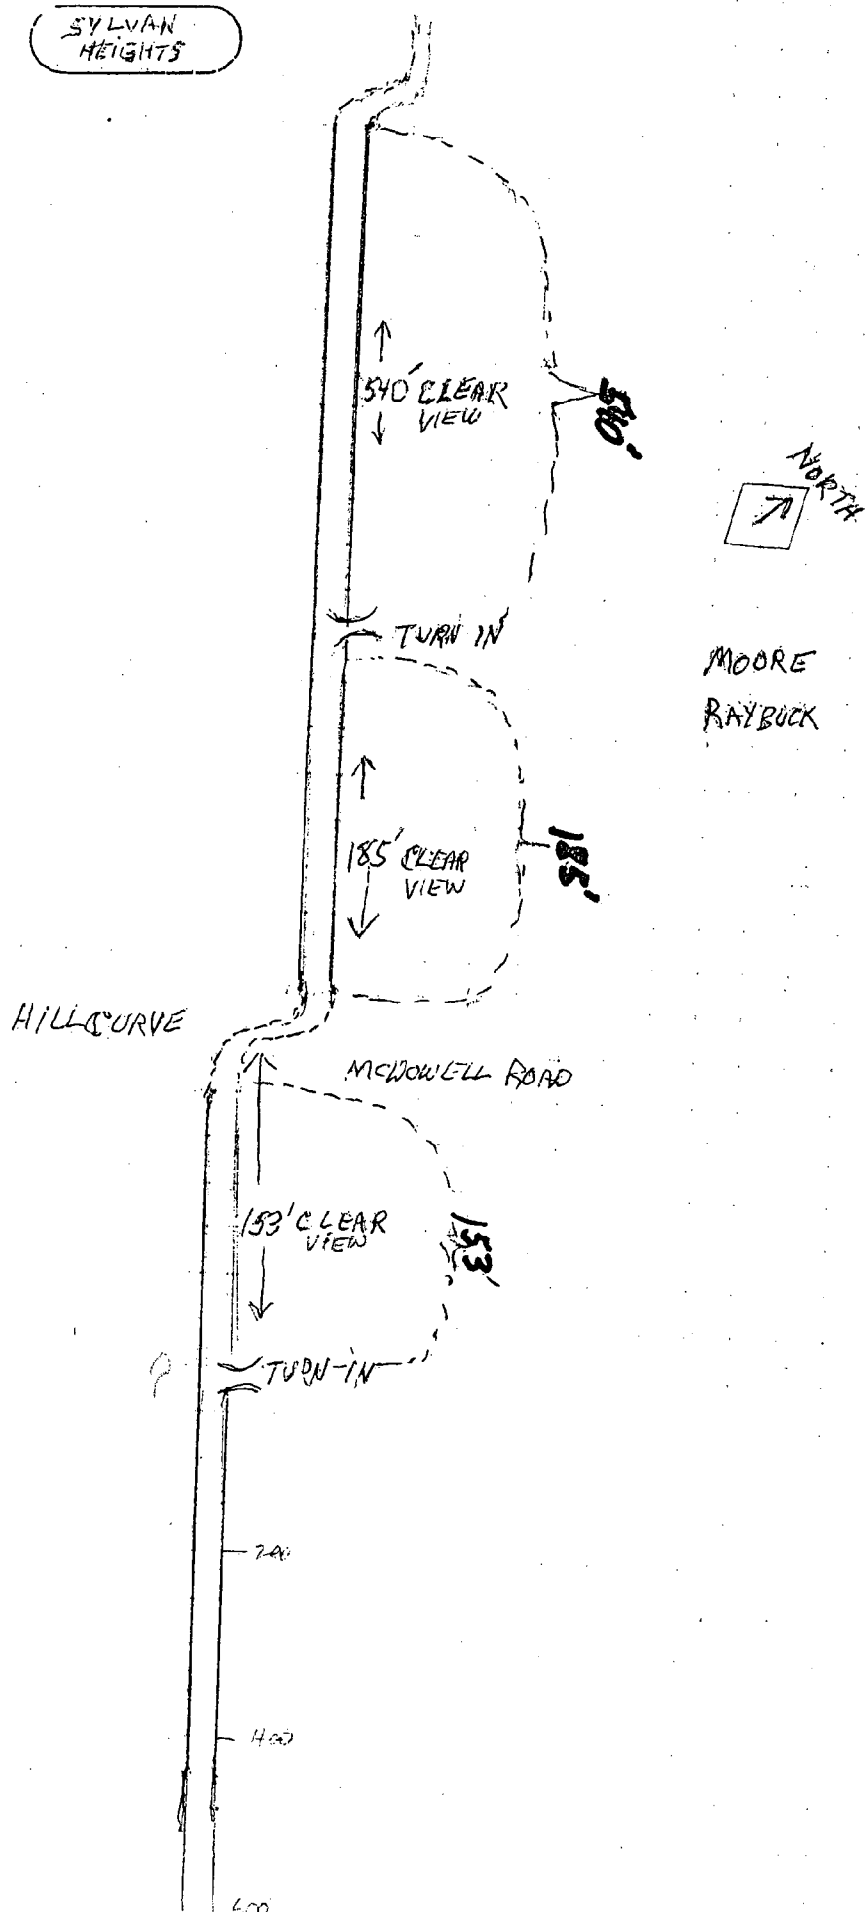 SYLVAN
HEIGHTS
540' CLEAR
VIEW
540'
NORTH
TURN IN
MOORE
RAYBUCK
185' CLEAR
VIEW
185'
HILLCURVE
MCDOWELL ROAD
153' CLEAR
VIEW
153'
TURN-IN
200
400
600